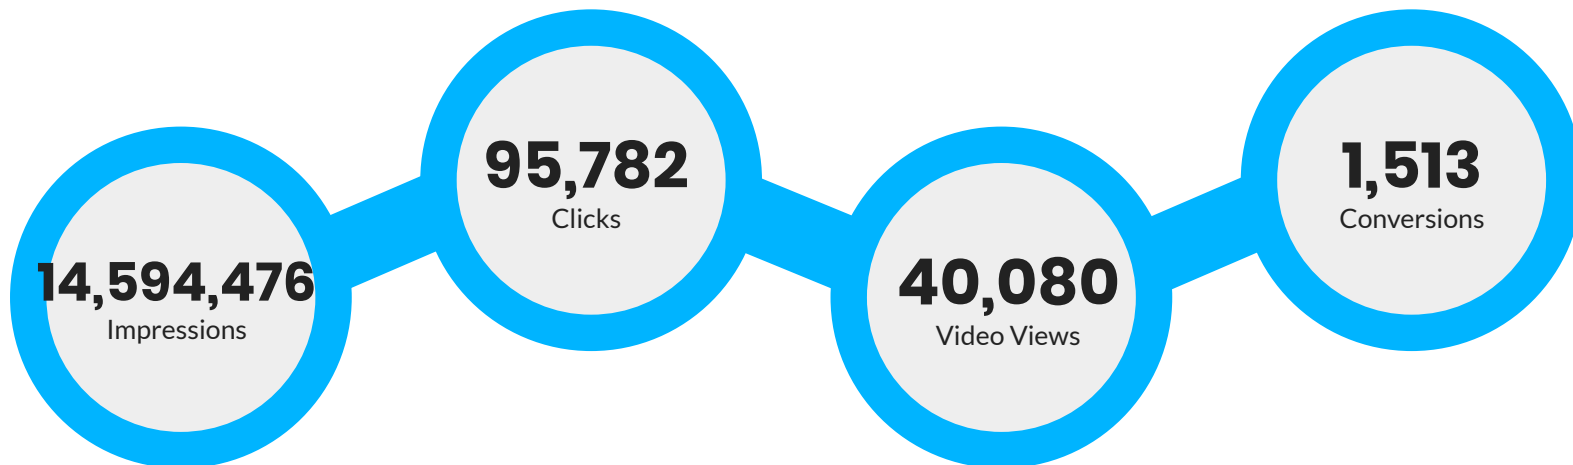 14,594,476
Impressions
95,782
Clicks
40,080
Video Views
1,513
Conversions